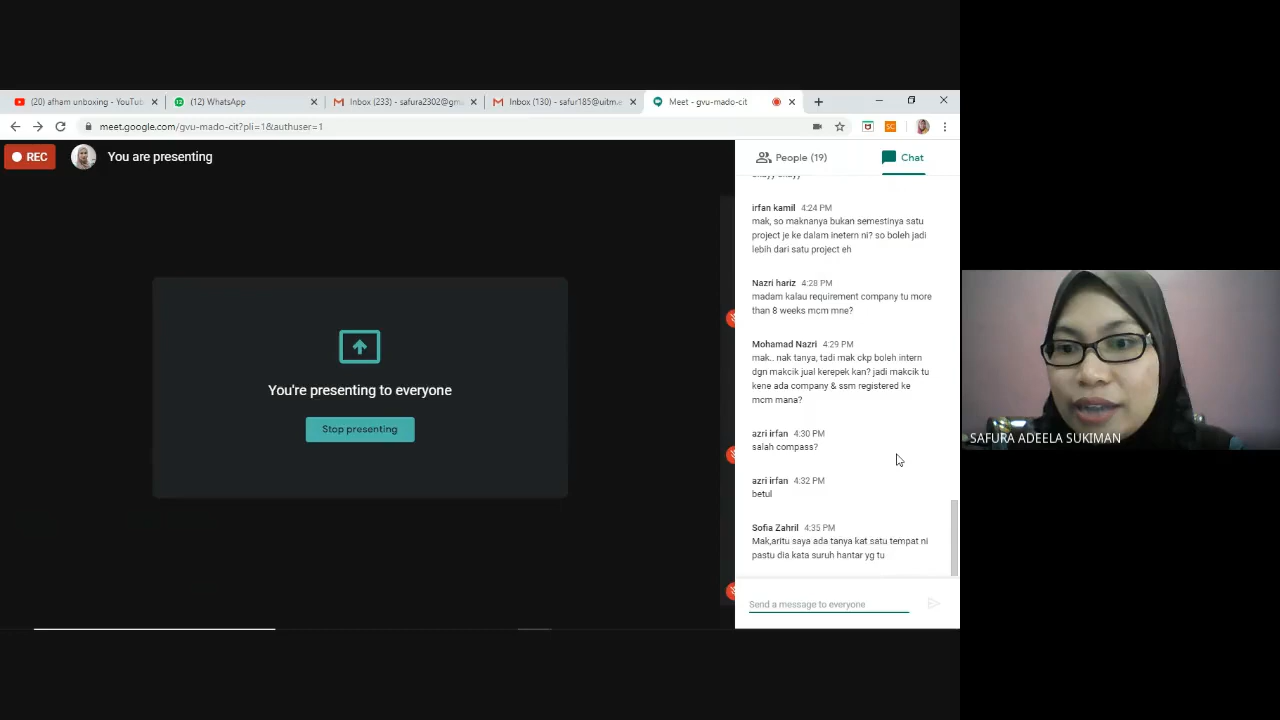 (20) afham unboxing - YouTu
(12) WhatsApp
Inbox (233) - safura2302@gm
Inbox (130) - safur185@uitm.e
Meet - gvu-mado-cit
meet.google.com/gvu-mado-cit?pli=1&authuser=1
SG
REC
You are presenting
People (19)
Chat
irfan kamil 4:24 PM
mak, so maknanya bukan semestinya satu
project je ke dalam inetern ni? so boleh jadi
lebih dari satu project eh
Nazri hariz 4:28 PM
madam kalau requirement company tu more
than 8 weeks mcm mne?
Mohamad Nazri 4:29 PM
mak.. nak tanya, tadi mak ckp boleh intern
dgn makcik jual kerepek kan? jadi makcik tu
kene ada company & ssm registered ke
mcm mana?
azri irfan 4:30 PM
salah compass?
azri irfan 4:32 PM
betul
Sofia Zahril 4:35 PM
Mak,aritu saya ada tanya kat satu tempat ni
pastu dia kata suruh hantar yg tu
Send a message to everyone
You're presenting to everyone
Stop presenting
SAFURA ADEELA SUKIMAN